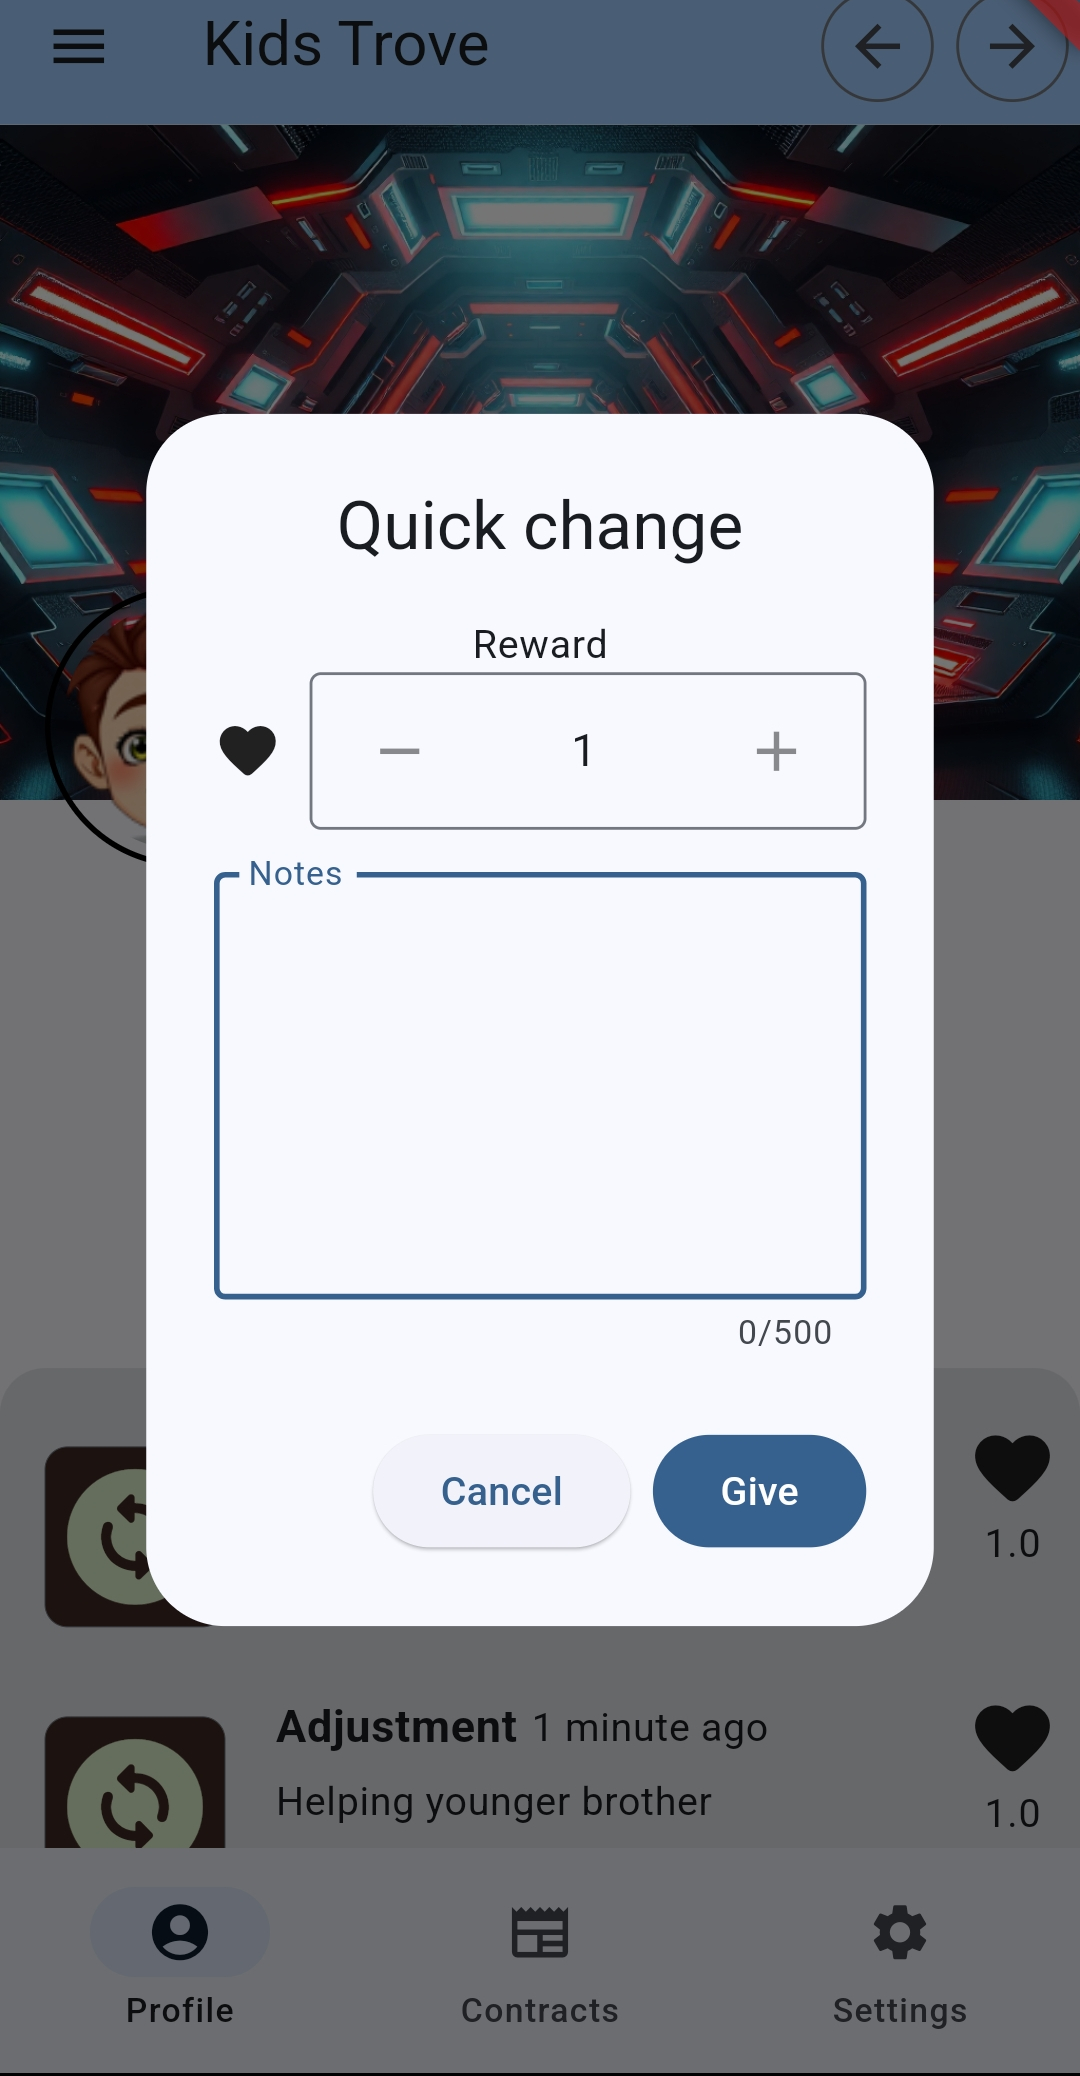 Kids Trove
Quick change
Reward
1
Notes
0/500
Cancel
Give
1.0
Adjustment 1 minute ago
Helping younger brother
1.0
Profile
Contracts
Settings